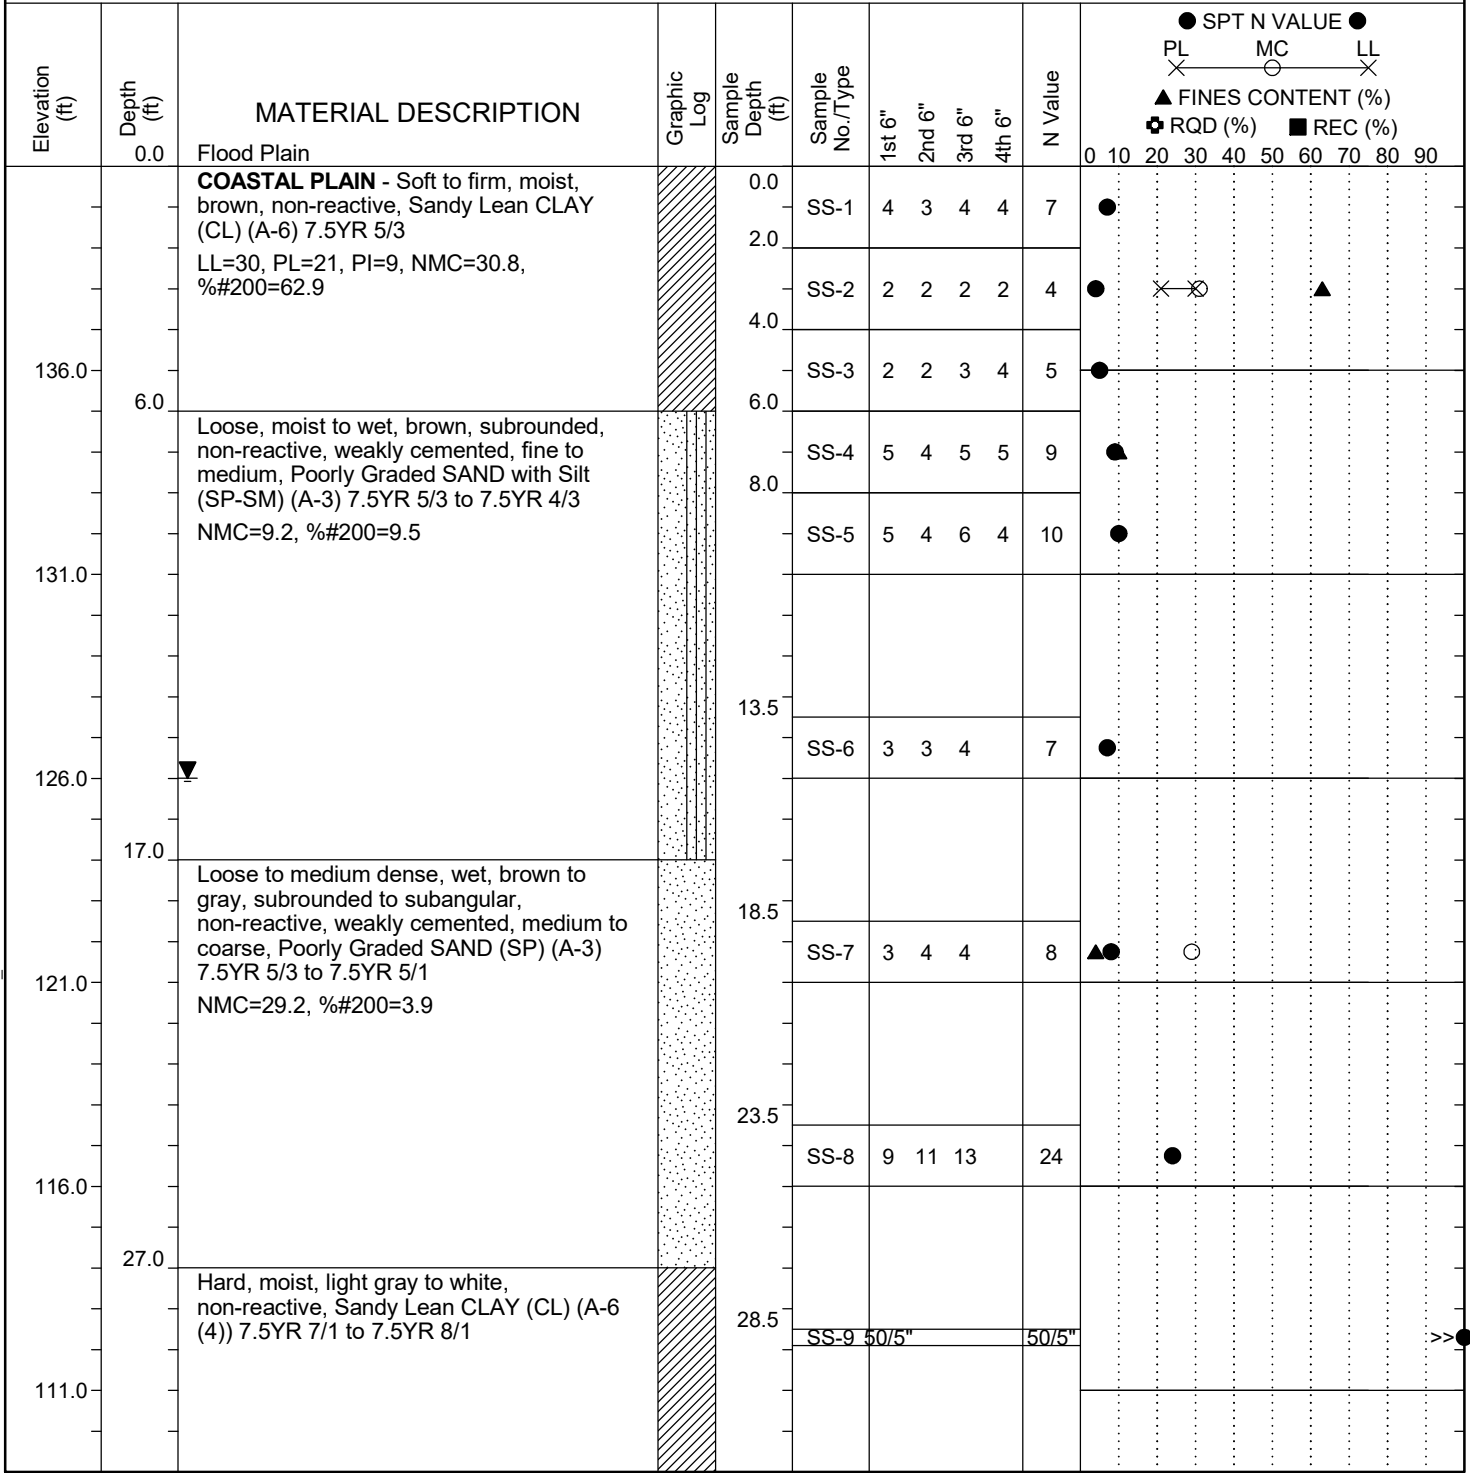 Elevation (ft)
Depth (ft)
MATERIAL DESCRIPTION
Graphic Log
Sample Depth (ft)
Sample No./Type
1st 6"
2nd 6"
3rd 6"
4th 6"
N Value
● SPT N VALUE ●
PL MC LL
▲ FINES CONTENT (%)
RQD (%) ■ REC (%)
0 10 20 30 40 50 60 70 80 90
0.0 Flood Plain
COASTAL PLAIN - Soft to firm, moist,
brown, non-reactive, Sandy Lean CLAY
(CL) (A-6) 7.5YR 5/3
LL=30, PL=21, PI=9, NMC=30.8,
%#200=62.9
0.0
SS-1 4 3 4 4 7
2.0
SS-2 2 2 2 2 4
4.0
136.0
SS-3 2 2 3 4 5
6.0
6.0
Loose, moist to wet, brown, subrounded,
non-reactive, weakly cemented, fine to
medium, Poorly Graded SAND with Silt
(SP-SM) (A-3) 7.5YR 5/3 to 7.5YR 4/3
NMC=9.2, %#200=9.5
SS-4 5 4 5 5 9
8.0
SS-5 5 4 6 4 10
131.0
13.5
SS-6 3 3 4 7
126.0
17.0
Loose to medium dense, wet, brown to
gray, subrounded to subangular,
non-reactive, weakly cemented, medium to
coarse, Poorly Graded SAND (SP) (A-3)
7.5YR 5/3 to 7.5YR 5/1
NMC=29.2, %#200=3.9
18.5
SS-7 3 4 4 8
121.0
23.5
SS-8 9 11 13 24
116.0
27.0
Hard, moist, light gray to white,
non-reactive, Sandy Lean CLAY (CL) (A-6
(4)) 7.5YR 7/1 to 7.5YR 8/1
28.5
SS-9 50/5" 50/5" >>●
111.0